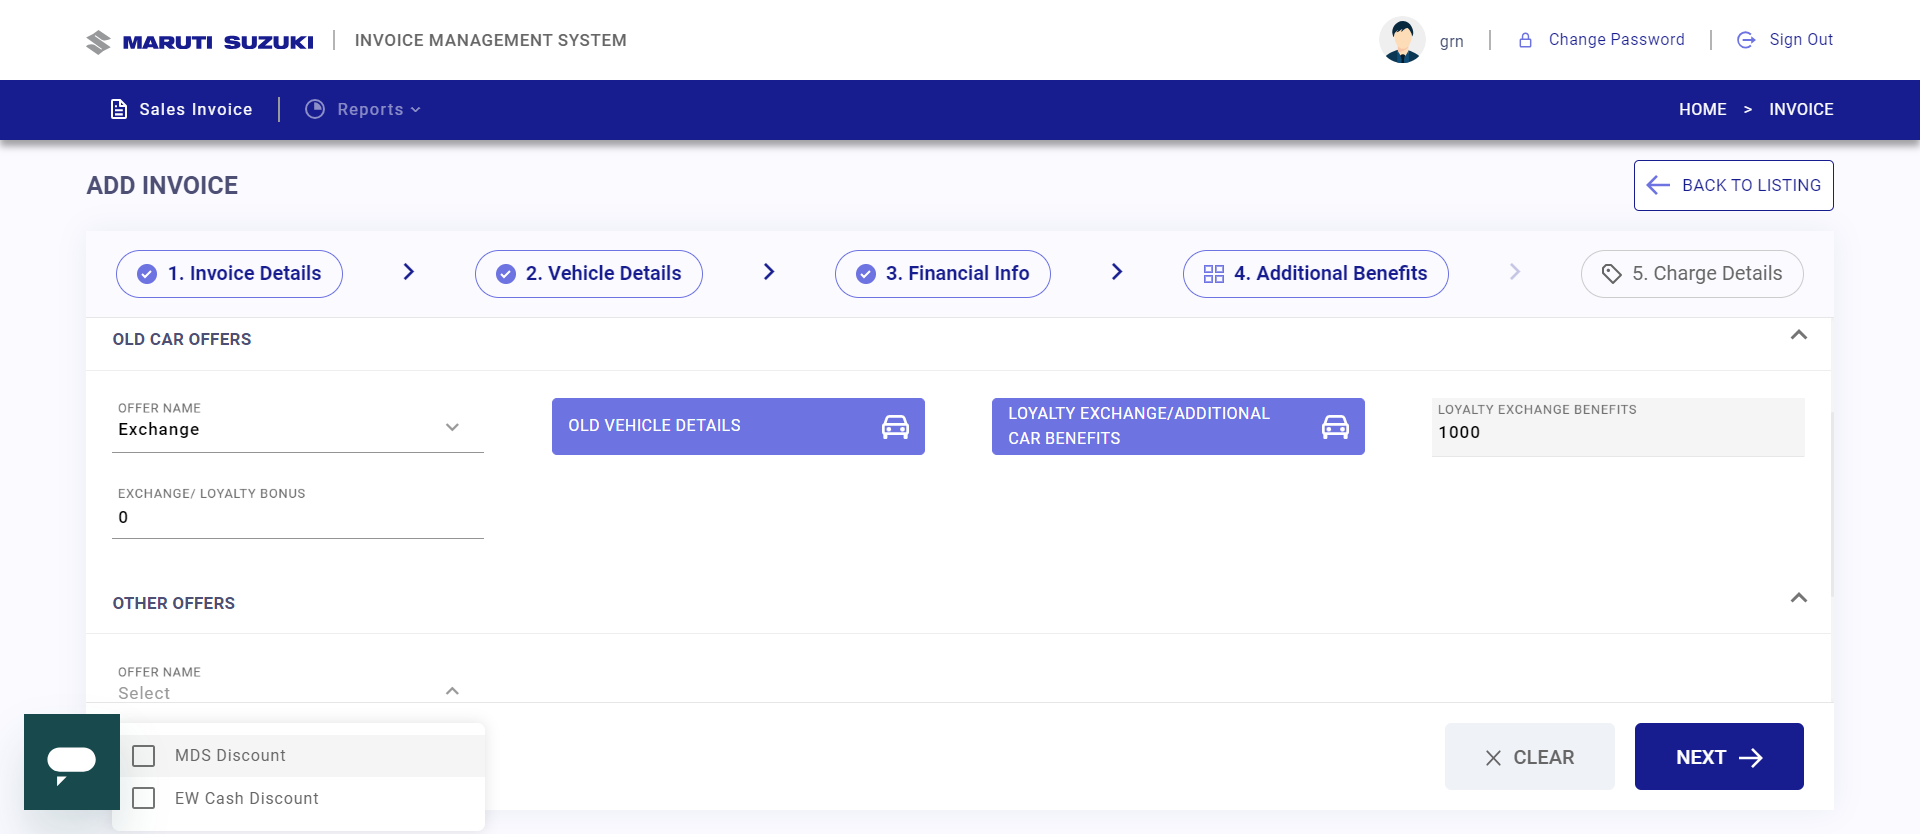 MARUTI SUZUKI
INVOICE MANAGEMENT SYSTEM
grn
Change Password
Sign Out
Sales Invoice
Reports
HOME > INVOICE
ADD INVOICE
BACK TO LISTING
1. Invoice Details
2. Vehicle Details
3. Financial Info
4. Additional Benefits
5. Charge Details
OLD CAR OFFERS
OFFER NAME
Exchange
OLD VEHICLE DETAILS
LOYALTY EXCHANGE/ADDITIONAL
CAR BENEFITS
LOYALTY EXCHANGE BENEFITS
1000
EXCHANGE/ LOYALTY BONUS
0
OTHER OFFERS
OFFER NAME
Select
MDS Discount
EW Cash Discount
CLEAR
NEXT